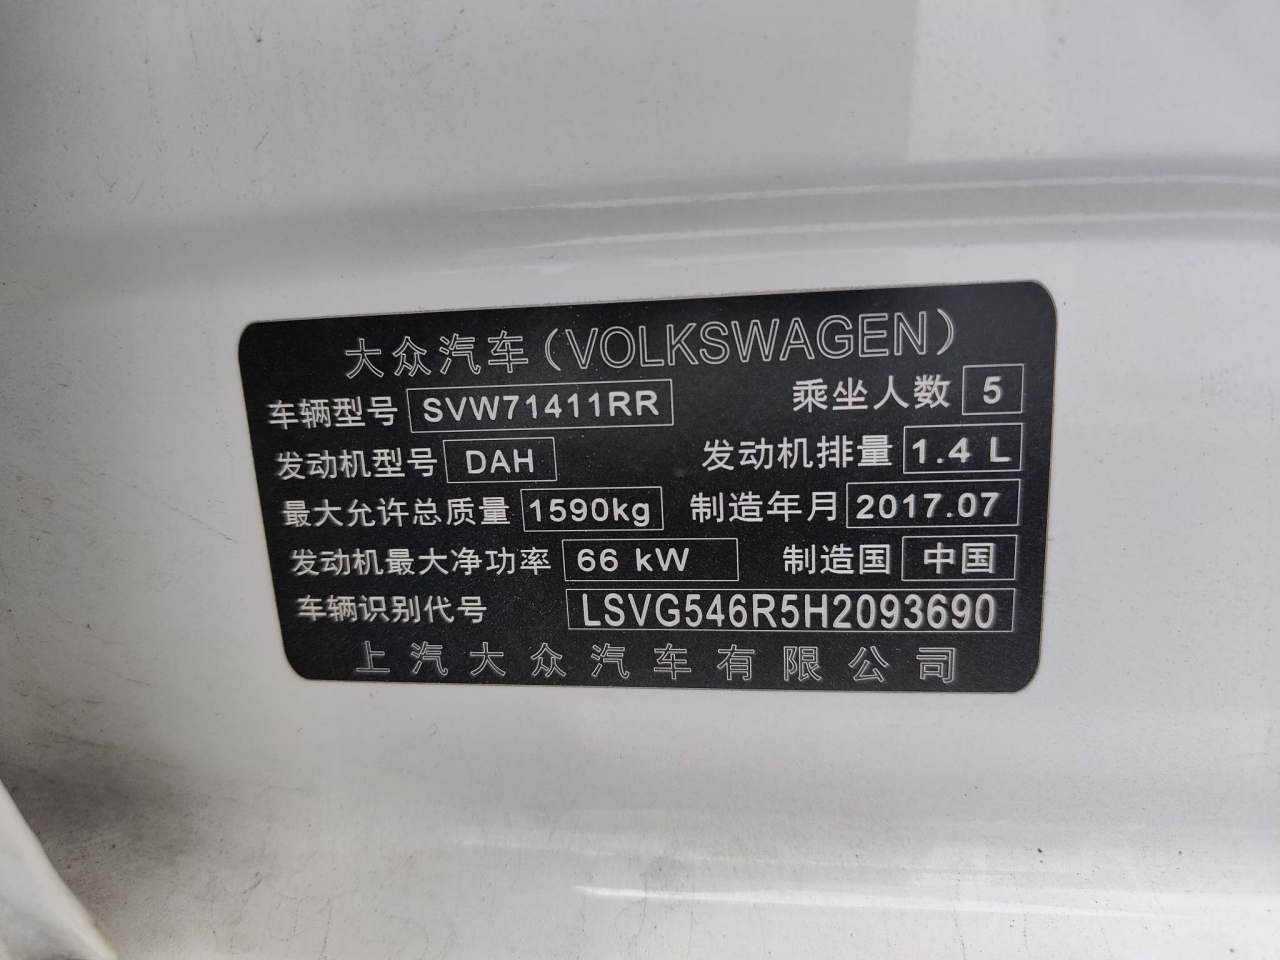 大众汽车(VOLKSWAGEN)
车辆型号 SVW71411RR 乘坐人数 5
发动机型号 DAH 发动机排量 1.4 L
最大允许总质量 1590kg 制造年月 2017.07
发动机最大净功率 66 kW 制造国 中国
车辆识别代号 LSVG546R5H2093690
上汽大众汽车有限公司